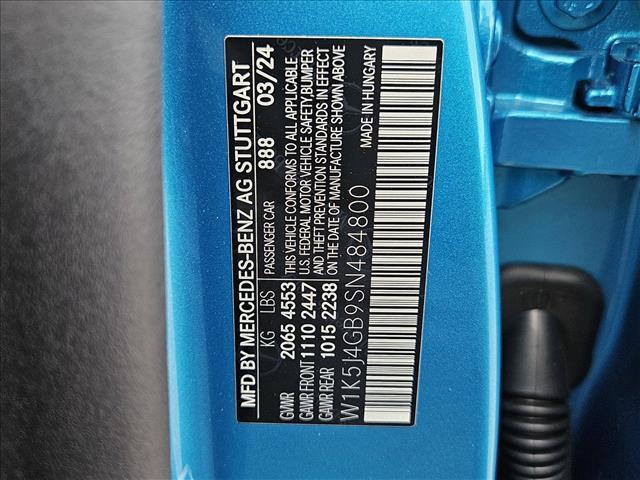 MFD BY MERCEDES-BENZ AG STUTTGART
888 03/24
KG LBS PASSENGER CAR
GVWR 2065 4553 THIS VEHICLE CONFORMS TO ALL APPLICABLE
GAWR FRONT 1110 2447 U.S. FEDERAL MOTOR VEHICLE SAFETY, BUMPER
AND THEFT PREVENTION STANDARDS IN EFFECT
GAWR REAR 1015 2238 ON THE DATE OF MANUFACTURE SHOWN ABOVE
MADE IN HUNGARY
W1K5J4GB9SN484800